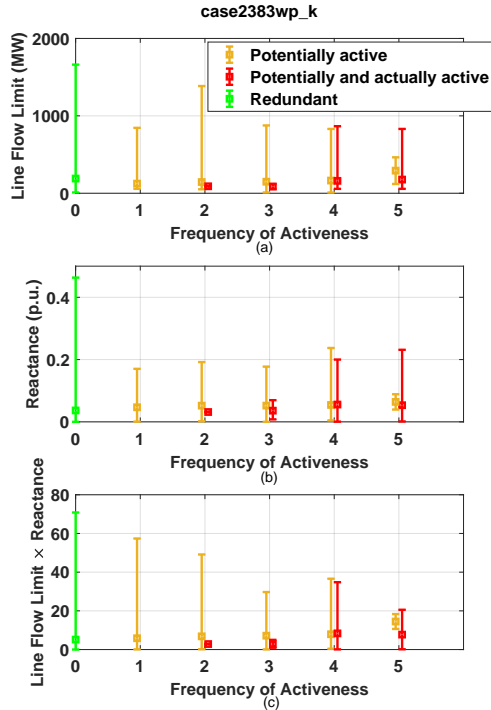 case2383wp_k
Line Flow Limit (MW)
2000
1000
0
Potentially active
Potentially and actually active
Redundant
0 1 2 3 4 5
Frequency of Activeness
(a)
Reactance (p.u.)
0.4
0.2
0
0 1 2 3 4 5
Frequency of Activeness
(b)
Line Flow Limit × Reactance
80
60
40
20
0
0 1 2 3 4 5
Frequency of Activeness
(c)